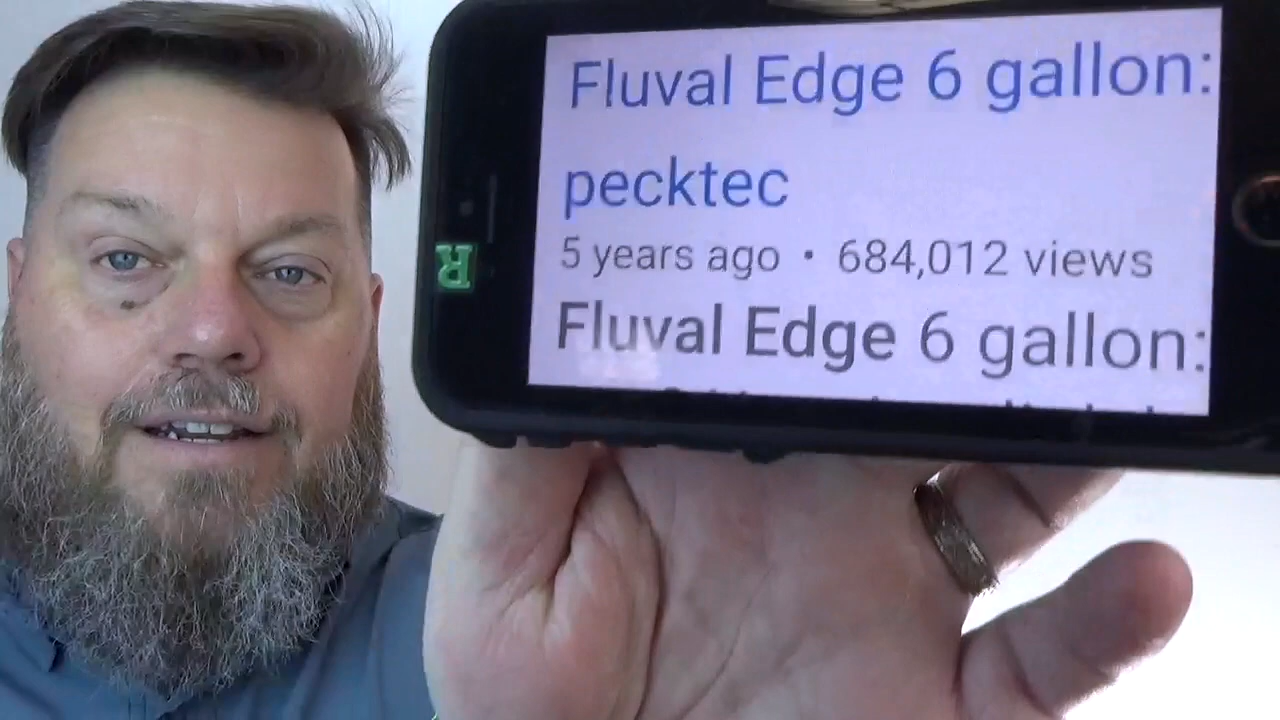 Fluval Edge 6 gallon:
pecktec
5 years ago • 684,012 views
Fluval Edge 6 gallon:
R